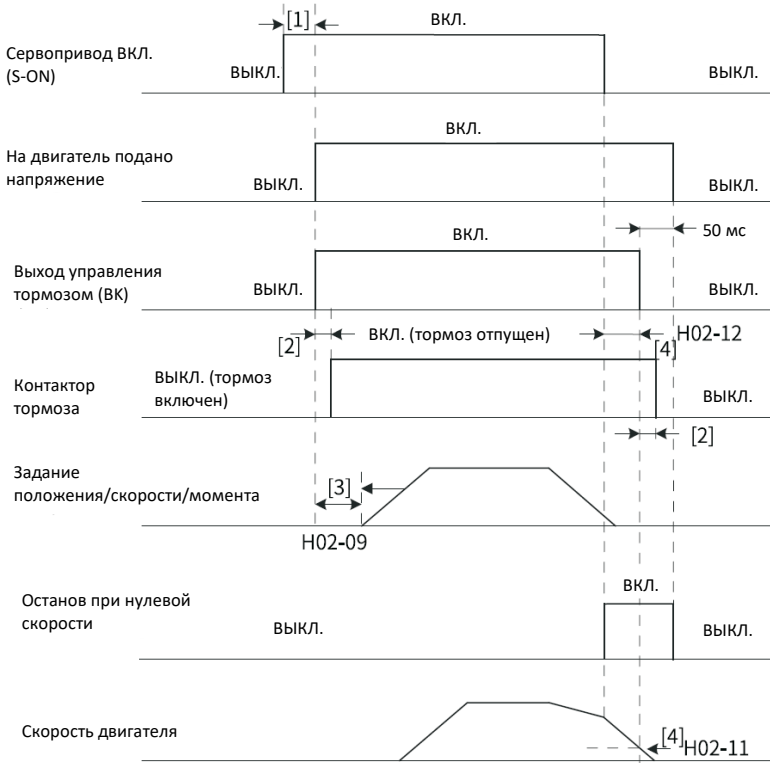 [1]
ВКЛ.
Сервопривод ВКЛ.
(S-ON)
ВЫКЛ.
ВЫКЛ.
ВКЛ.
На двигатель подано
напряжение
ВЫКЛ.
ВЫКЛ.
50 мс
ВКЛ.
Выход управления
тормозом (BK)
ВЫКЛ.
ВЫКЛ.
[2]
ВКЛ. (тормоз отпущен)
H02-12
[4]
Контактор
тормоза
ВЫКЛ. (тормоз
включен)
ВЫКЛ.
[2]
Задание
положения/скорости/момента
[3]
H02-09
ВКЛ.
Останов при нулевой
скорости
ВЫКЛ.
ВЫКЛ.
Скорость двигателя
[4]
H02-11